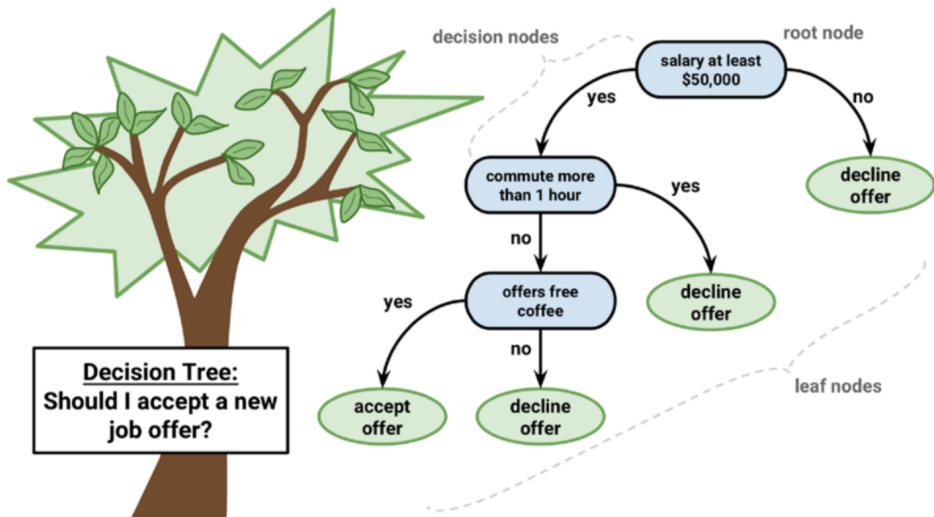 decision nodes
root node
salary at least
$50,000
yes
no
commute more
than 1 hour
yes
decline
offer
no
offers free
coffee
decline
offer
yes
no
Decision Tree:
Should I accept a new
job offer?
accept
offer
decline
offer
leaf nodes